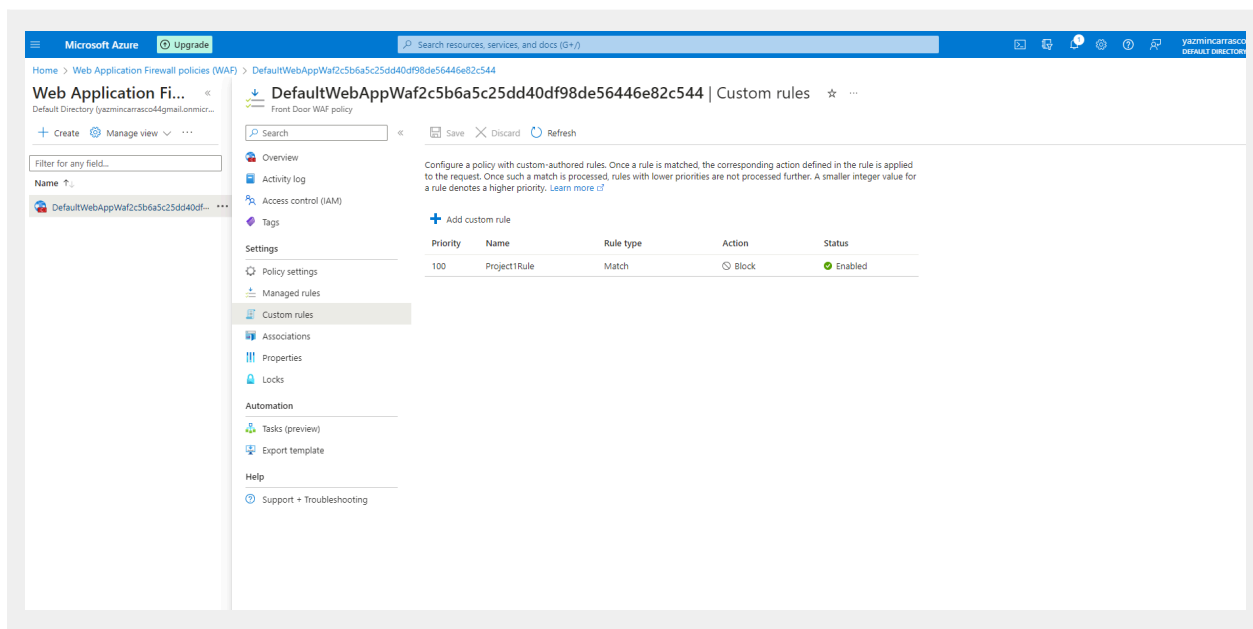 Microsoft Azure
Upgrade
Search resources, services, and docs (G+/)
1
yazmincarrasco
DEFAULT DIRECTORY
Home > Web Application Firewall policies (WAF) > DefaultWebAppWaf2c5b6a5c25dd40df98de56446e82c544
Web Application Fi...
Default Directory (yazmincarrasco44gmail.onmicr...
Create
Manage view
Filter for any field...
Name ↑↓
DefaultWebAppWaf2c5b6a5c25dd40df···
DefaultWebAppWaf2c5b6a5c25dd40df98de56446e82c544 | Custom rules
Front Door WAF policy
Search
Overview
Activity log
Access control (IAM)
Tags
Settings
Policy settings
Managed rules
Custom rules
Associations
Properties
Locks
Automation
Tasks (preview)
Export template
Help
Support + Troubleshooting
Save Discard Refresh
Configure a policy with custom-authored rules. Once a rule is matched, the corresponding action defined in the rule is applied
to the request. Once such a match is processed, rules with lower priorities are not processed further. A smaller integer value for
a rule denotes a higher priority. Learn more
Add custom rule
Priority Name Rule type Action Status
100 Project1Rule Match Block Enabled